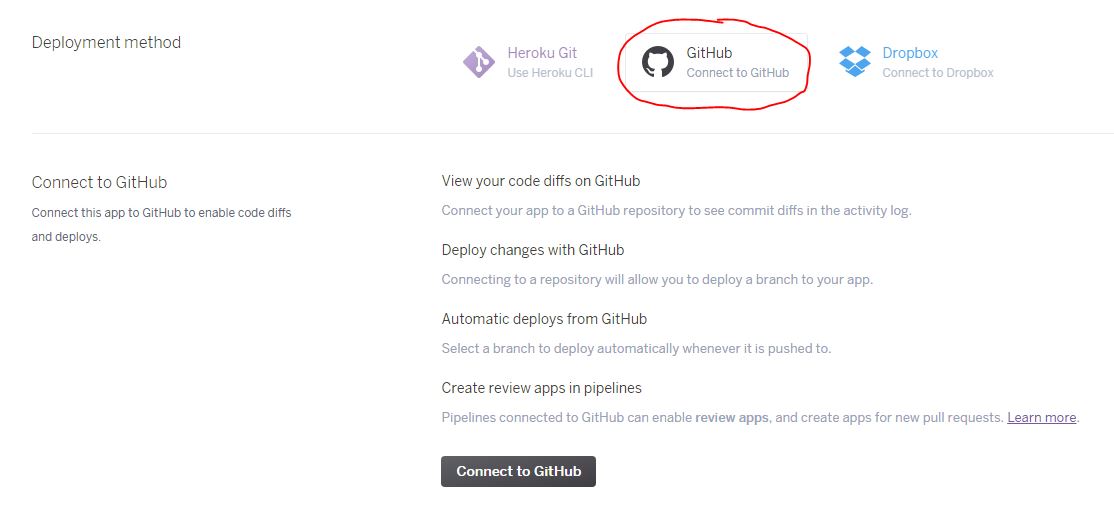 Deployment method
Heroku Git
Use Heroku CLI
GitHub
Connect to GitHub
Dropbox
Connect to Dropbox
Connect to GitHub
Connect this app to GitHub to enable code diffs
and deploys.
View your code diffs on GitHub
Connect your app to a GitHub repository to see commit diffs in the activity log.
Deploy changes with GitHub
Connecting to a repository will allow you to deploy a branch to your app.
Automatic deploys from GitHub
Select a branch to deploy automatically whenever it is pushed to.
Create review apps in pipelines
Pipelines connected to GitHub can enable review apps, and create apps for new pull requests. Learn more.
Connect to GitHub